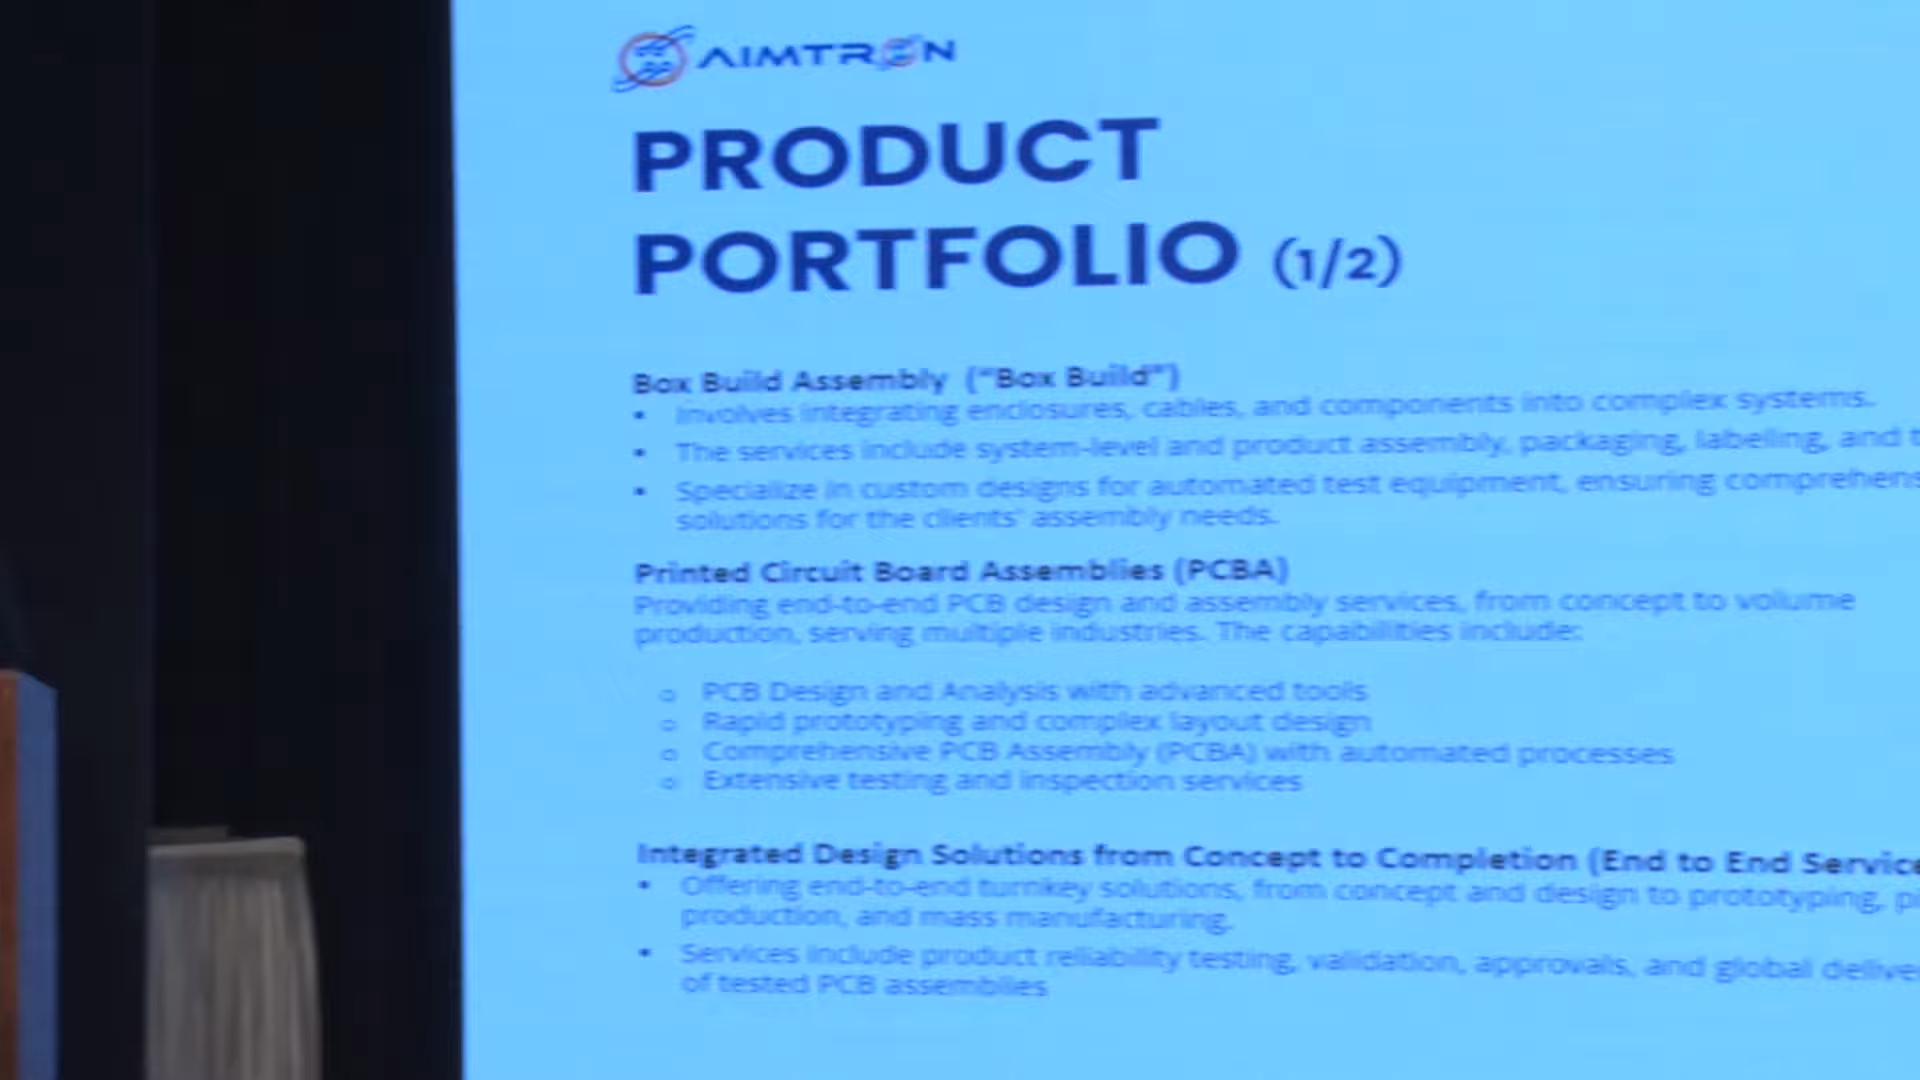 AIMTRON
PRODUCT
PORTFOLIO (1/2)
Box Build Assembly ("Box Build")
• Involves integrating enclosures, cables, and components into complex systems.
• The services include system-level and product assembly, packaging, labeling, and
• Specialize in custom designs for automated test equipment, ensuring comprehens
solutions for the clients' assembly needs.
Printed Circuit Board Assemblies (PCBA)
Providing end-to-end PCB design and assembly services, from concept to volume
production, serving multiple industries. The capabilities include:
o PCB Design and Analysis with advanced tools
o Rapid prototyping and complex layout design
o Comprehensive PCB Assembly (PCBA) with automated processes
o Extensive testing and inspection services
Integrated Design Solutions from Concept to Completion (End to End Service
• Offering end-to-end turnkey solutions, from concept and design to prototyping,
production, and mass manufacturing.
• Services include product reliability testing, validation, approvals, and global delive
of tested PCB assemblies